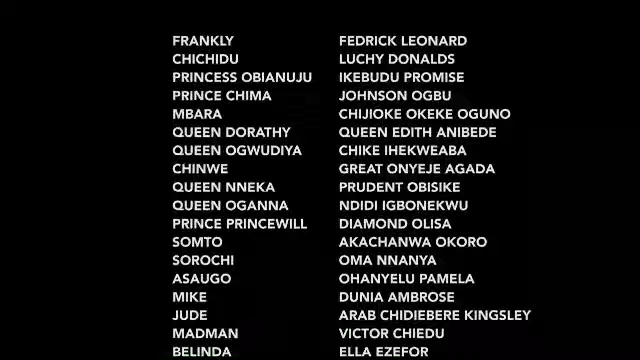 FRANKLY FEDRICK LEONARD
CHICHIDU LUCHY DONALDS
PRINCESS OBIANUJU IKEBUDU PROMISE
PRINCE CHIMA JOHNSON OGBU
MBARA CHIJIOKE OKEKE OGUNO
QUEEN DORATHY QUEEN EDITH ANIBEDE
QUEEN OGWUDIYA CHIKE IHEKWEABA
CHINWE GREAT ONYEJE AGADA
QUEEN NNEKA PRUDENT OBISIKE
QUEEN OGANNA NDIDI IGBONEKWU
PRINCE PRINCEWILL DIAMOND OLISA
SOMTO AKACHANWA OKORO
SOROCHI OMA NNANYA
ASAUGO OHANYELU PAMELA
MIKE DUNIA AMBROSE
JUDE ARAB CHIDIEBERE KINGSLEY
MADMAN VICTOR CHIEDU
BELINDA ELLA EZEFOR